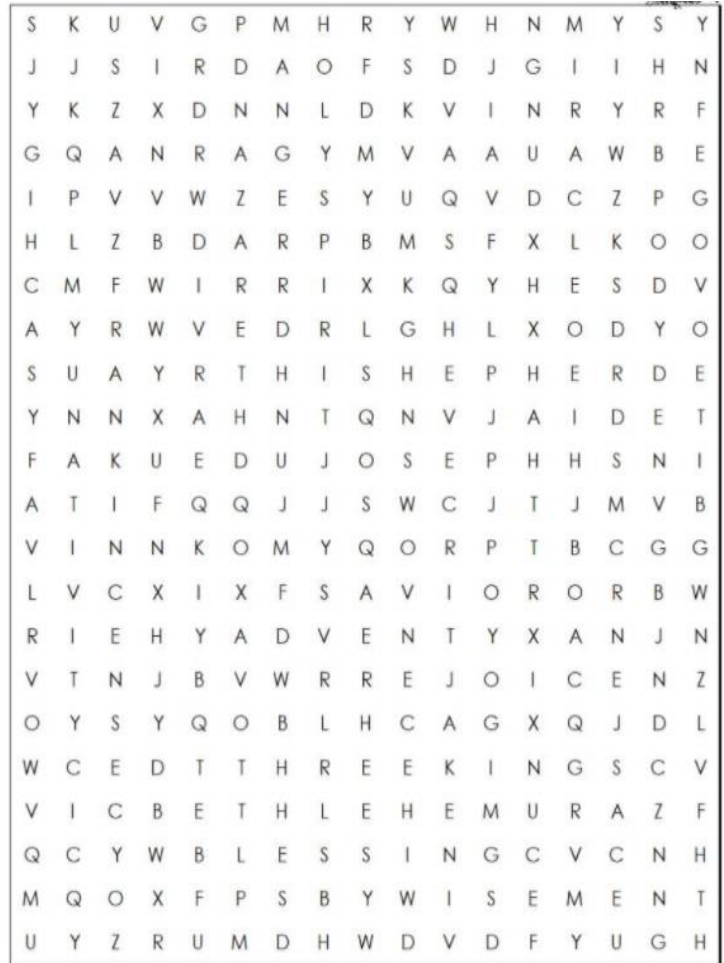 S K U V G P M H R Y W H N M Y S Y
J J S I R D A O F S D J G I I H N
Y K Z X D N N L D K V I N R Y R F
G Q A N R A G Y M V A A U A W B E
I P V V W Z E S Y U Q V D C Z P G
H L Z B D A R P B M S F X L K O O
C M F W I R R I X K Q Y H E S D V
A Y R W V E D R L G H L X O D Y O
S U A Y R T H I S H E P H E R D E
Y N N X A H N T Q N V J A I D E T
F A K U E D U J O S E P H H S N I
A T I F Q Q J J S W C J T J M V B
V I N N K O M Y Q O R P T B C G G
L V C X I X F S A V I O R O R B W
R I E H Y A D V E N T Y X A N J N
V T N J B V W R R E J O I C E N Z
O Y S Y Q O B L H C A G X Q J D L
W C E D T T H R E E K I N G S C V
V I C B E T H L E H E M U R A Z F
Q C Y W B L E S S I N G C V C N H
M Q O X F P S B Y W I S E M E N T
U Y Z R U M D H W D V D F Y U G H